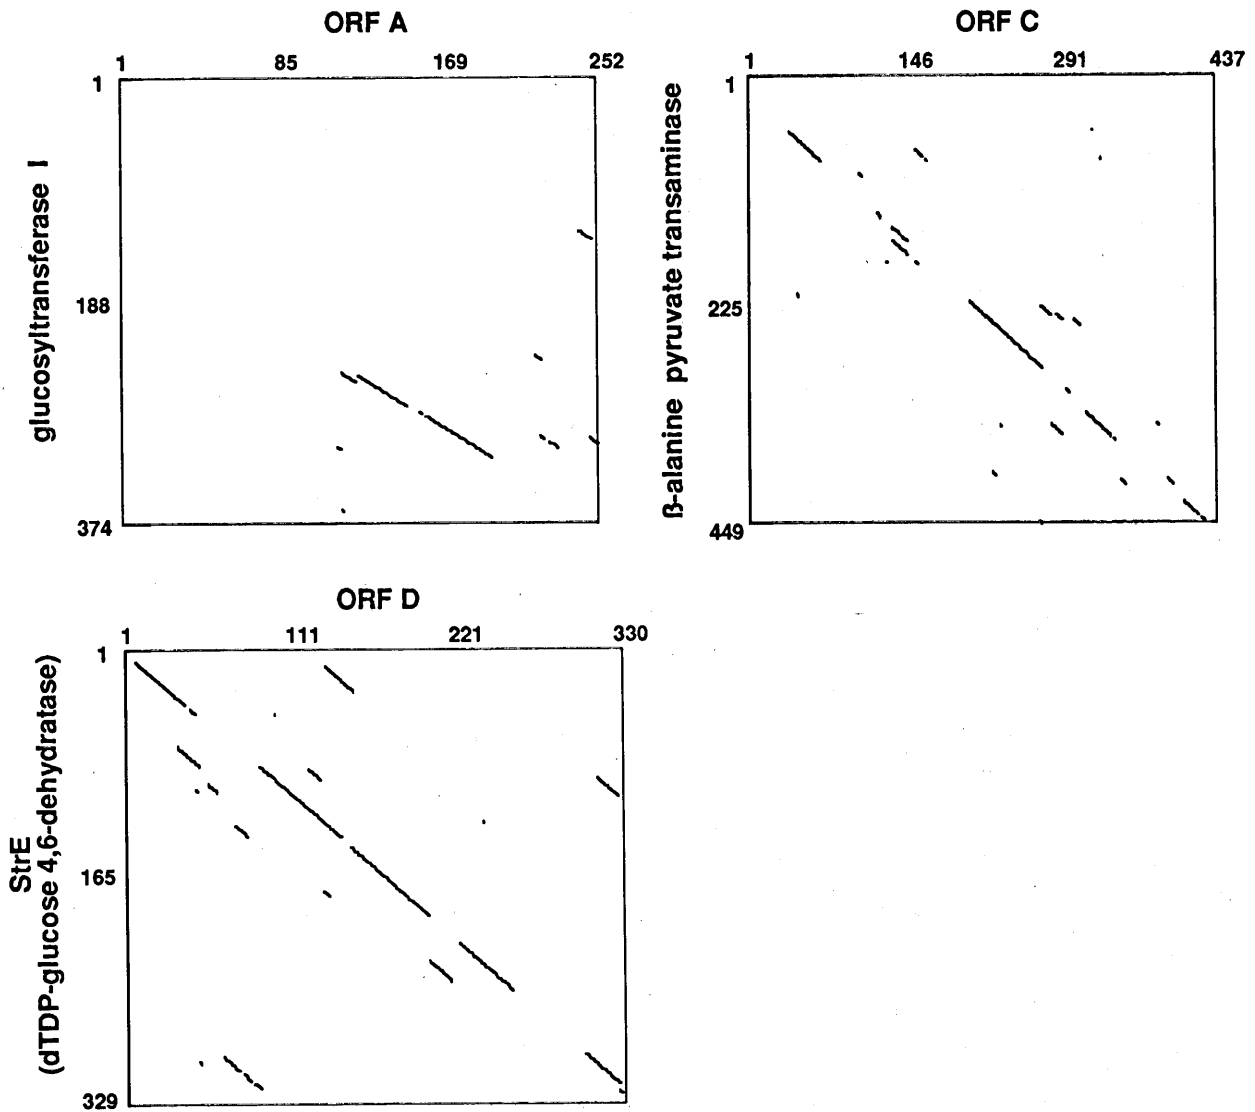 ORF A
1 85 169 252
1
188
374
glucosyltransferase I
ORF C
1 146 291 437
1
225
449
ß-alanine pyruvate transaminase
ORF D
1 111 221 330
1
165
329
StrE
(dTDP-glucose 4,6-dehydratase)